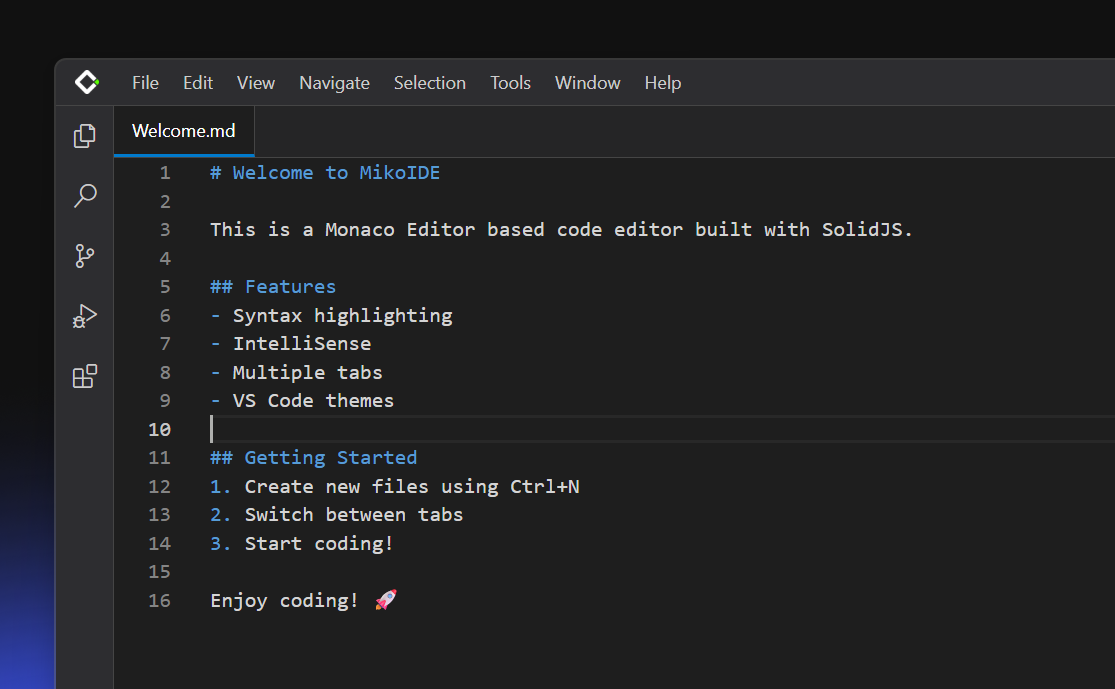 File Edit View Navigate Selection Tools Window Help
Welcome.md
1 # Welcome to MikoIDE
2
3 This is a Monaco Editor based code editor built with SolidJS.
4
5 ## Features
6 - Syntax highlighting
7 - IntelliSense
8 - Multiple tabs
9 - VS Code themes
10
11 ## Getting Started
12 1. Create new files using Ctrl+N
13 2. Switch between tabs
14 3. Start coding!
15
16 Enjoy coding! 🚀